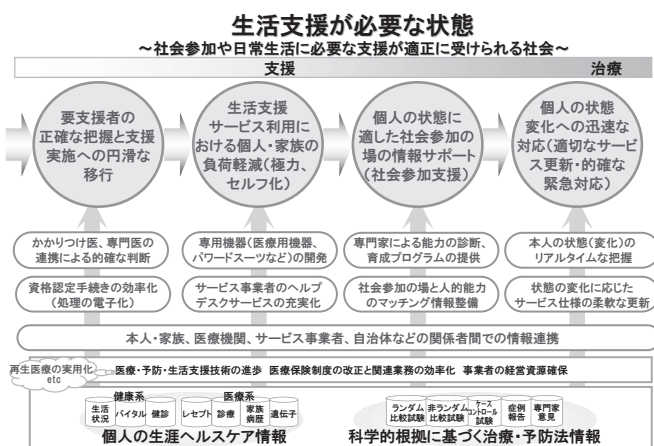 生活支援が必要な状態
～社会参加や日常生活に必要な支援が適正に受けられる社会～
支援
治療
要支援者の
正確な把握と支援
実施への円滑な
移行
生活支援
サービス利用に
おける個人・家族の
負荷軽減(極力、
セルフ化)
個人の状態に
適した社会参加の
場の情報サポート
(社会参加支援)
個人の状態
変化への迅速な
対応(適切なサービ
ス更新・的確な
緊急対応)
かかりつけ医、専門医の
連携による的確な判断
専用機器(医療用機器、
パワードスーツなど)の開発
専門家による能力の診断、
育成プログラムの提供
本人の状態(変化)の
リアルタイムな把握
資格認定手続きの効率化
(処理の電子化)
サービス事業者のヘルプ
デスクサービスの充実化
社会参加の場と人的能力
のマッチング情報整備
状態の変化に応じた
サービス仕様の柔軟な更新
本人・家族、医療機関、サービス事業者、自治体などの関係者間での情報連携
再生医療の実用化
etc
医療・予防・生活支援技術の進歩 医療保険制度の改正と関連業務の効率化 事業者の経営資源確保
健康系
医療系
生活
状況
バイタル
健診
レセプト
診療
家族
病歴
遺伝子
個人の生涯ヘルスケア情報
ランダム
比較試験
非ランダム
比較試験
ケース
コントロール
試験
症例
報告
専門家
意見
科学的根拠に基づく治療・予防法情報